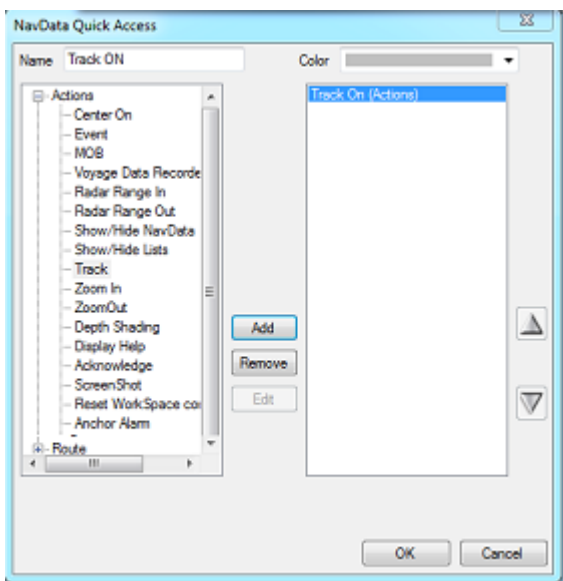 NavData Quick Access
Name Track ON Color
Actions
Center On
Event
MOB
Voyage Data Recorde
Radar Range In
Radar Range Out
Show/Hide NavData
Show/Hide Lists
Track
Zoom In
ZoomOut
Depth Shading
Display Help
Acknowledge
ScreenShot
Reset WorkSpace co
Anchor Alarm
Route
Track On (Actions)
Add
Remove
Edit
OK Cancel